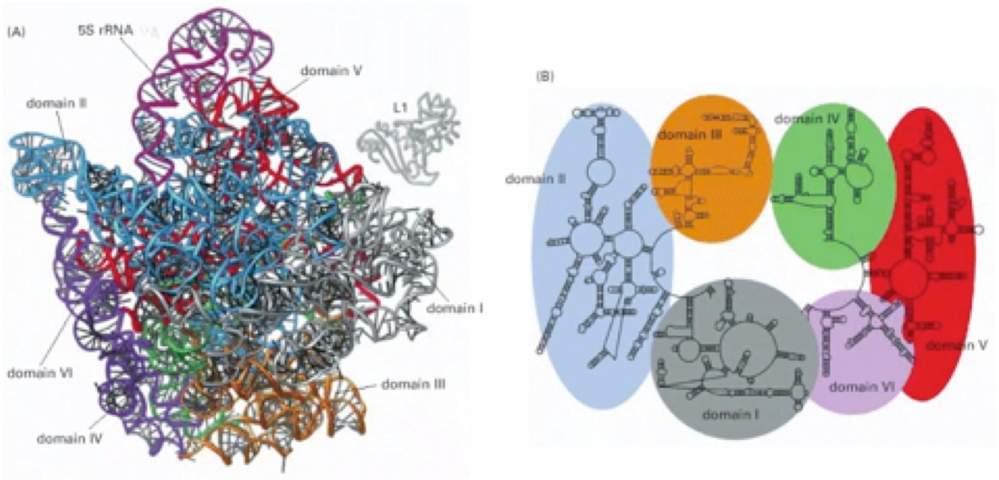 (A)
5S rRNA
domain V
domain II
L1
domain I
domain VI
domain III
domain IV
(B)
domain IV
domain III
domain II
domain V
domain VI
domain I